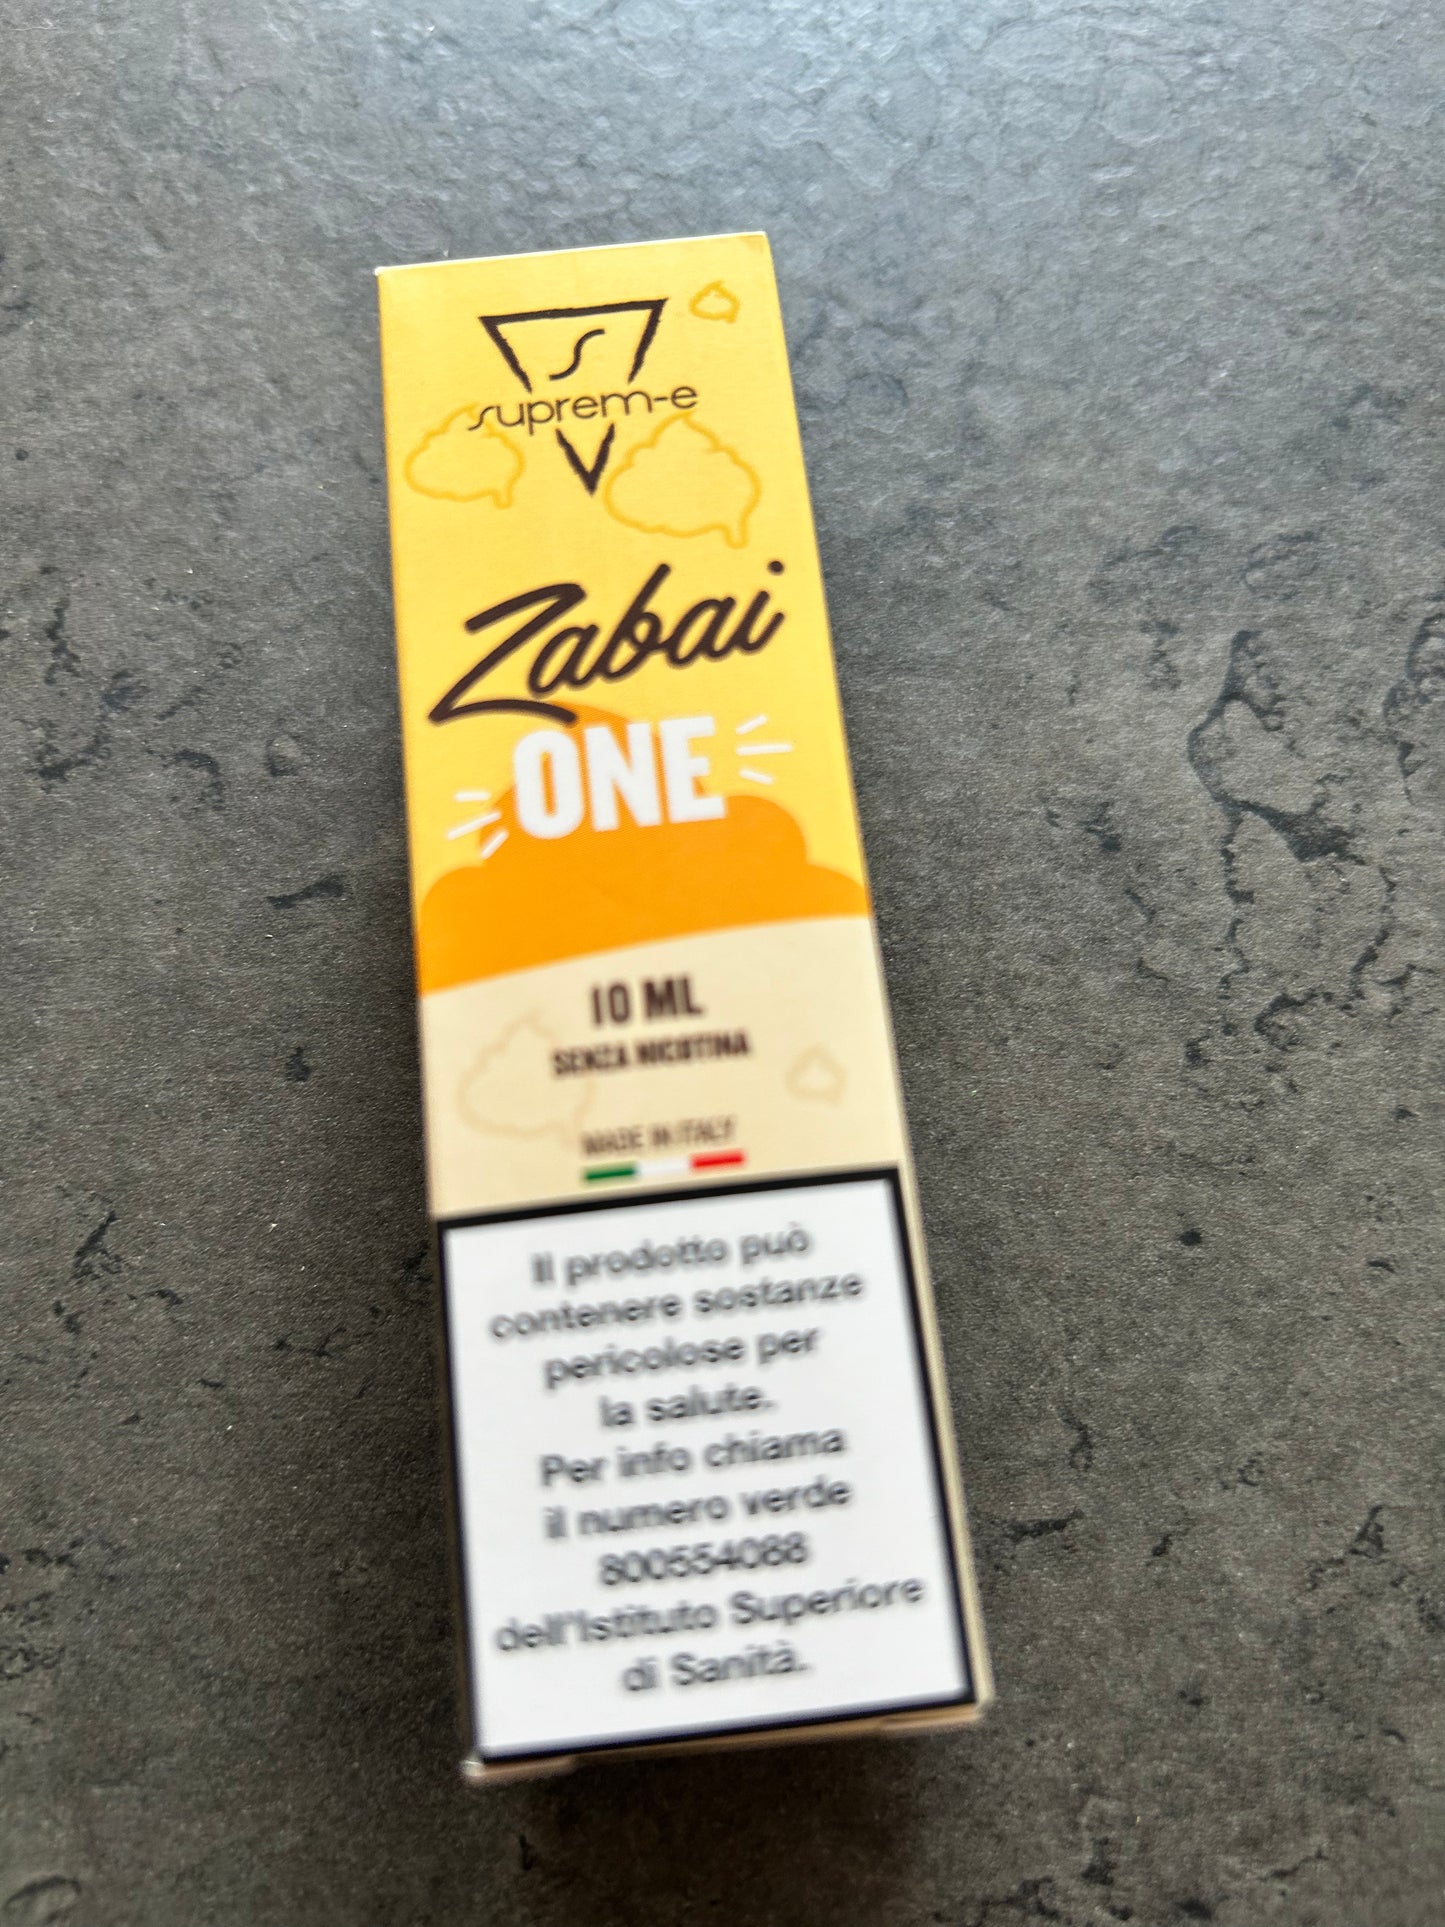 S
suprem-e
Zabai
ONE
10 ML
SENZA NICOTINA
MADE IN ITALY
Il prodotto può
contenere sostanze
pericolose per
la salute.
Per info chiama
il numero verde
800554088
dell'Istituto Superiore
di Sanità.